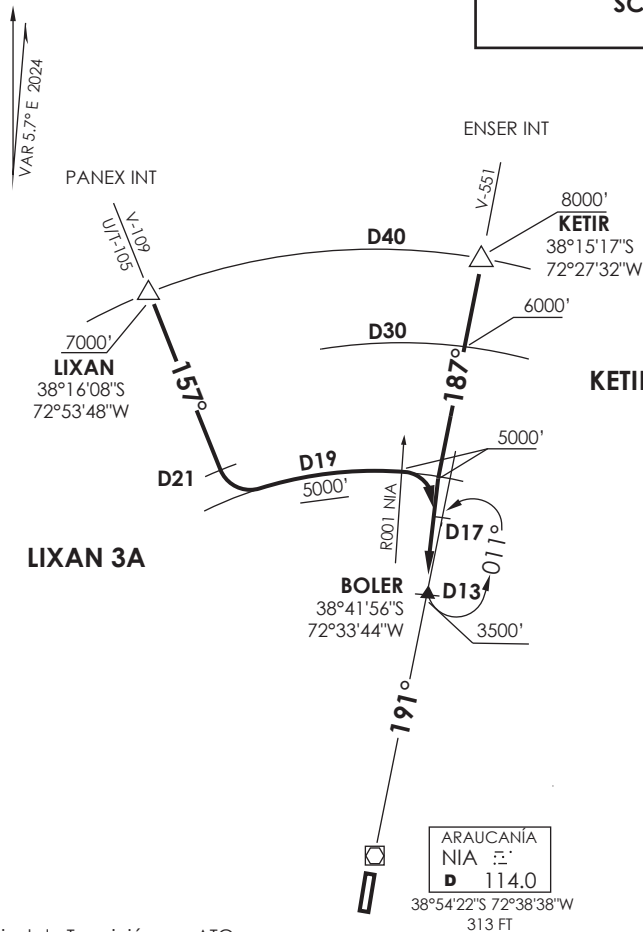 SC
VAR 5.7° E 2024
ENSER INT
PANEX INT
V-551
V-109
U/T-105
8000'
KETIR
38°15'17"S
72°27'32"W
D40
6000'
7000'
LIXAN
38°16'08"S
72°53'48"W
D30
157°
187°
KETI
5000'
D21
D19
5000'
R001 NIA
D17
011°
LIXAN 3A
BOLER
38°41'56"S
72°33'44"W
D13
3500'
191°
ARAUCANÍA
NIA
D 114.0
38°54'22"S 72°38'38"W
313 FT